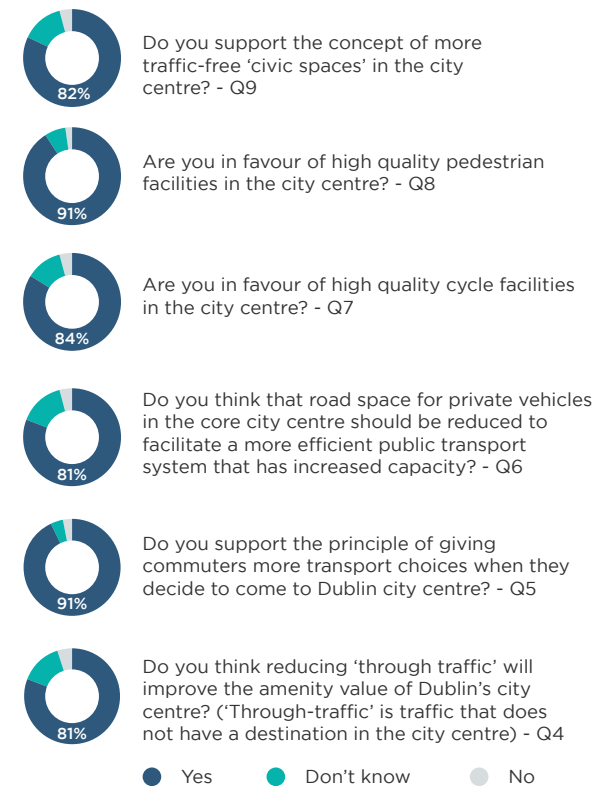 82%
Do you support the concept of more
traffic-free ‘civic spaces’ in the city
centre? - Q9
91%
Are you in favour of high quality pedestrian
facilities in the city centre? - Q8
84%
Are you in favour of high quality cycle facilities
in the city centre? - Q7
81%
Do you think that road space for private vehicles
in the core city centre should be reduced to
facilitate a more efficient public transport
system that has increased capacity? - Q6
91%
Do you support the principle of giving
commuters more transport choices when they
decide to come to Dublin city centre? - Q5
81%
Do you think reducing ‘through traffic’ will
improve the amenity value of Dublin’s city
centre? (‘Through-traffic’ is traffic that does
not have a destination in the city centre) - Q4
Yes Don’t know No